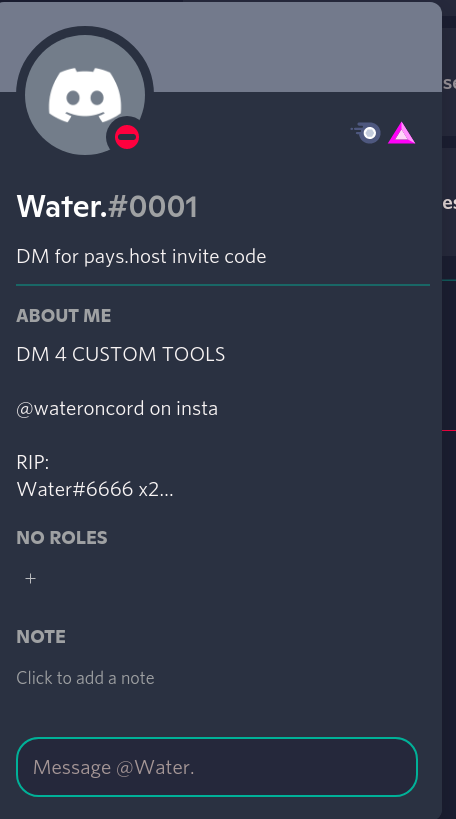 Water.#0001
DM for pays.host invite code
ABOUT ME
DM 4 CUSTOM TOOLS
@wateroncord on insta
RIP:
Water#6666 x2...
NO ROLES
+
NOTE
Click to add a note
Message @Water.